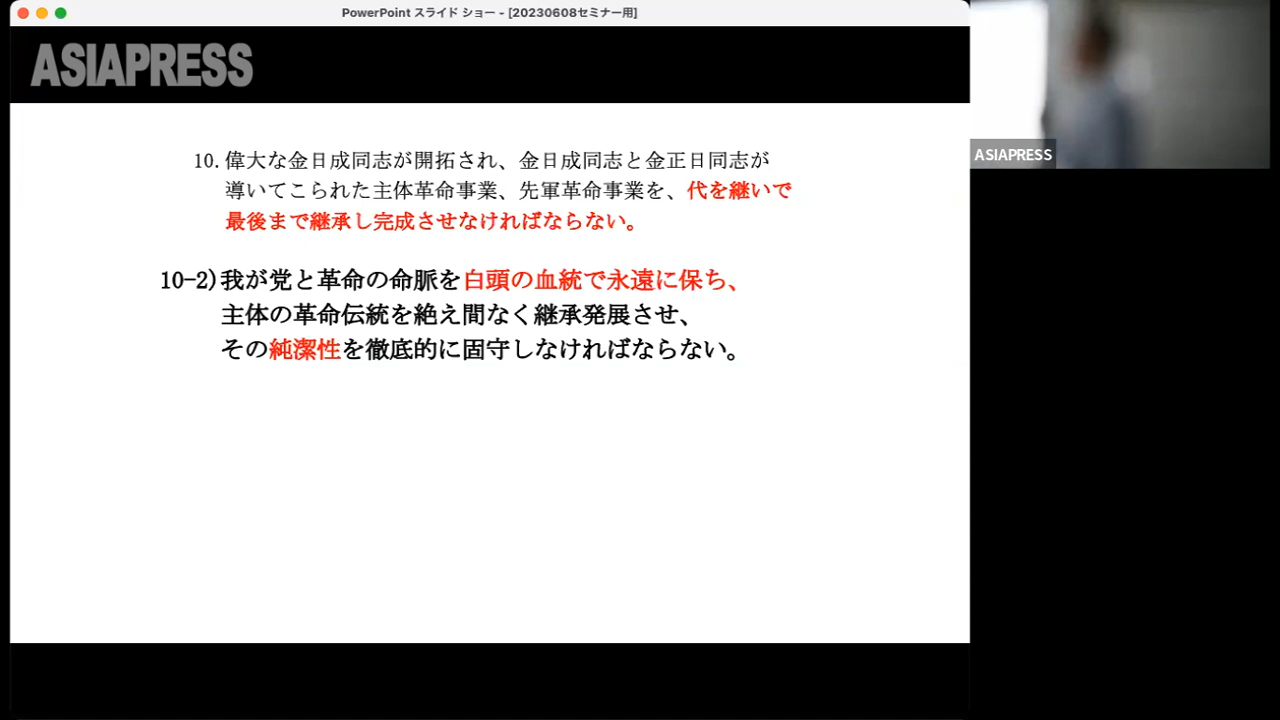 PowerPoint スライド ショー - [20230608セミナー用]
ASIAPRESS
10. 偉大な金日成同志が開拓され、金日成同志と金正日同志が
導いてこられた主体革命事業、先軍革命事業を、代を継いで
最後まで継承し完成させなければならない。
10-2) 我が党と革命の命脈を白頭の血統で永遠に保ち、
主体の革命伝統を絶え間なく継承発展させ、
その純潔性を徹底的に固守しなければならない。
ASIAPRESS